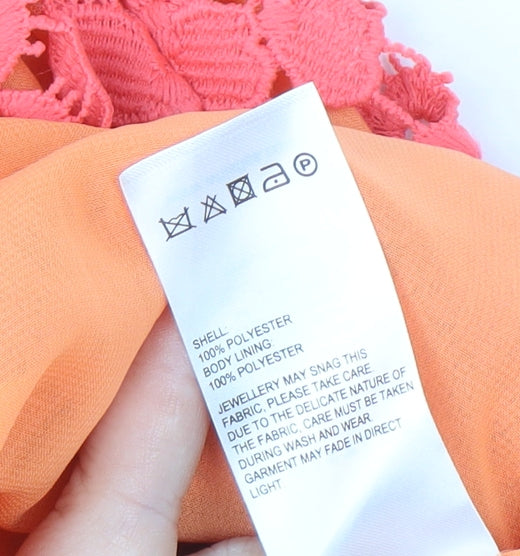 P
SHELL:
100% POLYESTER
BODY LINING:
100% POLYESTER
JEWELLERY MAY SNAG THIS
FABRIC, PLEASE TAKE CARE
DUE TO THE DELICATE NATURE OF
THE FABRIC, CARE MUST BE TAKEN
DURING WASH AND WEAR
GARMENT MAY FADE IN DIRECT
LIGHT